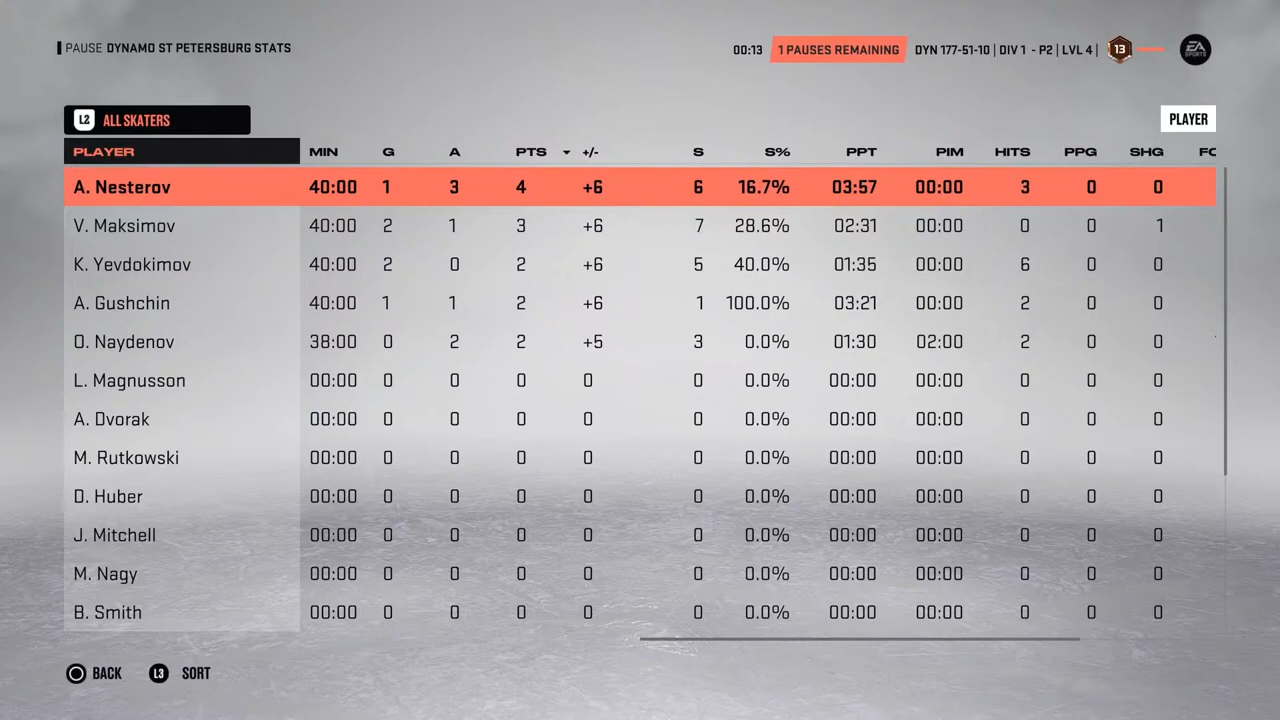 PAUSE DYNAMO ST PETERSBURG STATS
00:13 1 PAUSES REMAINING DYN 177-51-10 | DIV 1 - P2 | LVL 4 | 13 EA SPORTS
L2 ALL SKATERS
PLAYER
PLAYER MIN G A PTS +/- S S% PPT PIM HITS PPG SHG FO
A. Nesterov 40:00 1 3 4 +6 6 16.7% 03:57 00:00 3 0 0
V. Maksimov 40:00 2 1 3 +6 7 28.6% 02:31 00:00 0 0 1
K. Yevdokimov 40:00 2 0 2 +6 5 40.0% 01:35 00:00 6 0 0
A. Gushchin 40:00 1 1 2 +6 1 100.0% 03:21 00:00 2 0 0
O. Naydenov 38:00 0 2 2 +5 3 0.0% 01:30 02:00 2 0 0
L. Magnusson 00:00 0 0 0 0 0 0.0% 00:00 00:00 0 0 0
A. Dvorak 00:00 0 0 0 0 0 0.0% 00:00 00:00 0 0 0
M. Rutkowski 00:00 0 0 0 0 0 0.0% 00:00 00:00 0 0 0
D. Huber 00:00 0 0 0 0 0 0.0% 00:00 00:00 0 0 0
J. Mitchell 00:00 0 0 0 0 0 0.0% 00:00 00:00 0 0 0
M. Nagy 00:00 0 0 0 0 0 0.0% 00:00 00:00 0 0 0
B. Smith 00:00 0 0 0 0 0 0.0% 00:00 00:00 0 0 0
BACK L3 SORT